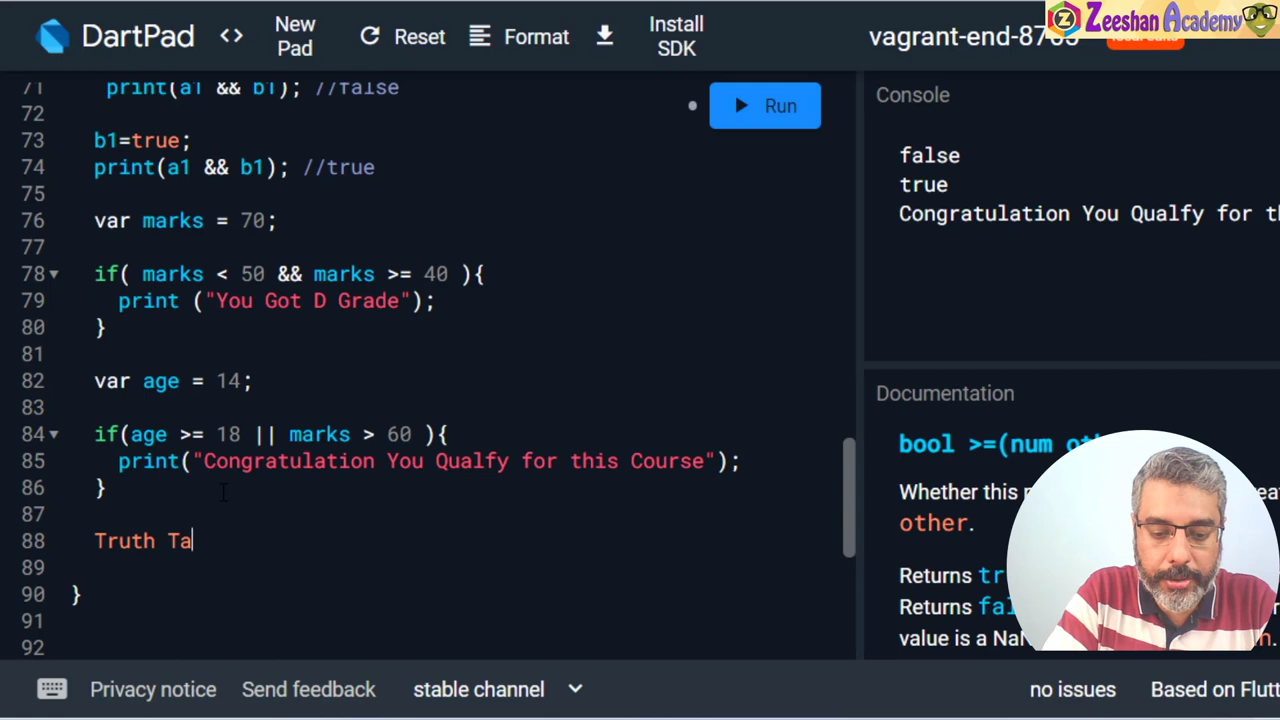 Zeeshan Academy
DartPad
<>
New Pad
Reset
Format
Install SDK
71 print(a1 && b1); //false
72
73 b1=true;
74 print(a1 && b1); //true
75
76 var marks = 70;
77
78 if( marks < 50 && marks >= 40 ){
79 print ("You Got D Grade");
80 }
81
82 var age = 14;
83
84 if(age >= 18 || marks > 60 ){
85 print("Congratulation You Qualfy for this Course");
86 }
87
88 Truth Ta
89
90 }
91
92
Run
Console
false
true
Congratulation You Qualfy for
Documentation
bool >=(num
Whether this
other.
Returns
Returns
value is a
Privacy notice
Send feedback
stable channel
no issues
Based on